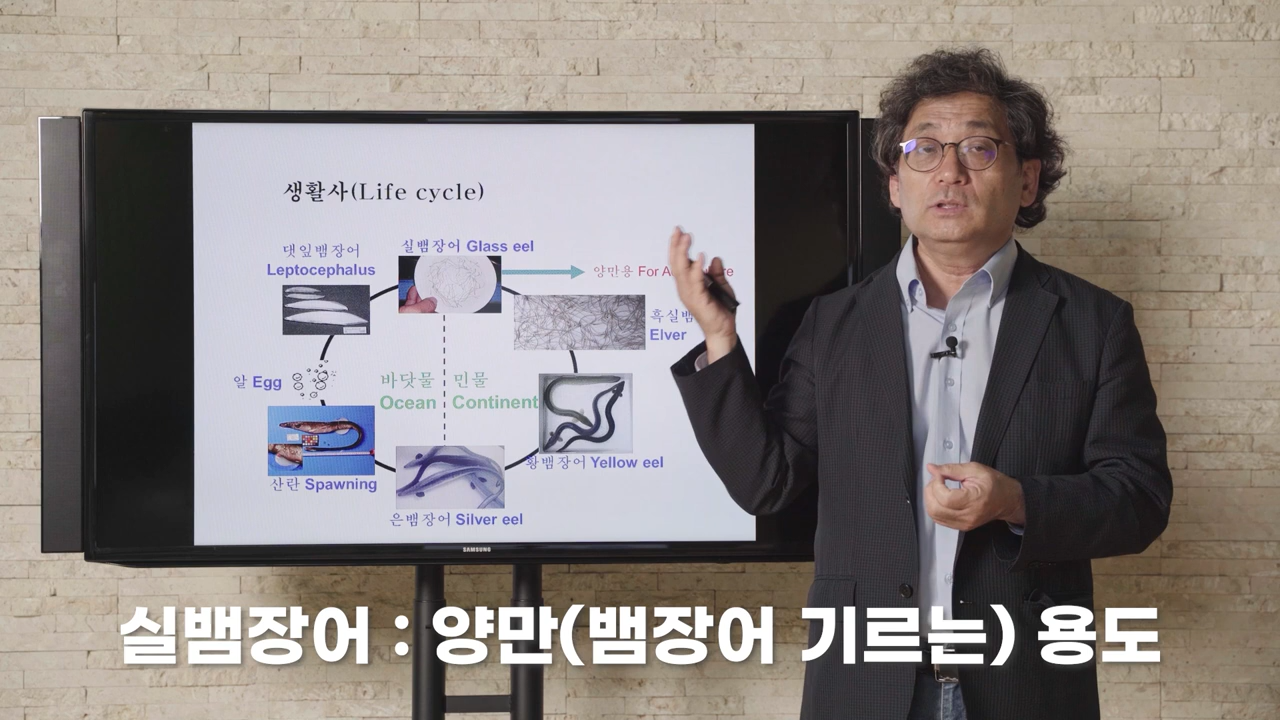 생활사(Life cycle)
댓잎뱀장어
Leptocephalus
실뱀장어 Glass eel
양만용 For
흑실뱀
Elver
알 Egg
바닷물
Ocean
민물
Continent
황뱀장어 Yellow eel
산란 Spawning
은뱀장어 Silver eel
SAMSUNG
실뱀장어 : 양만(뱀장어 기르는) 용도